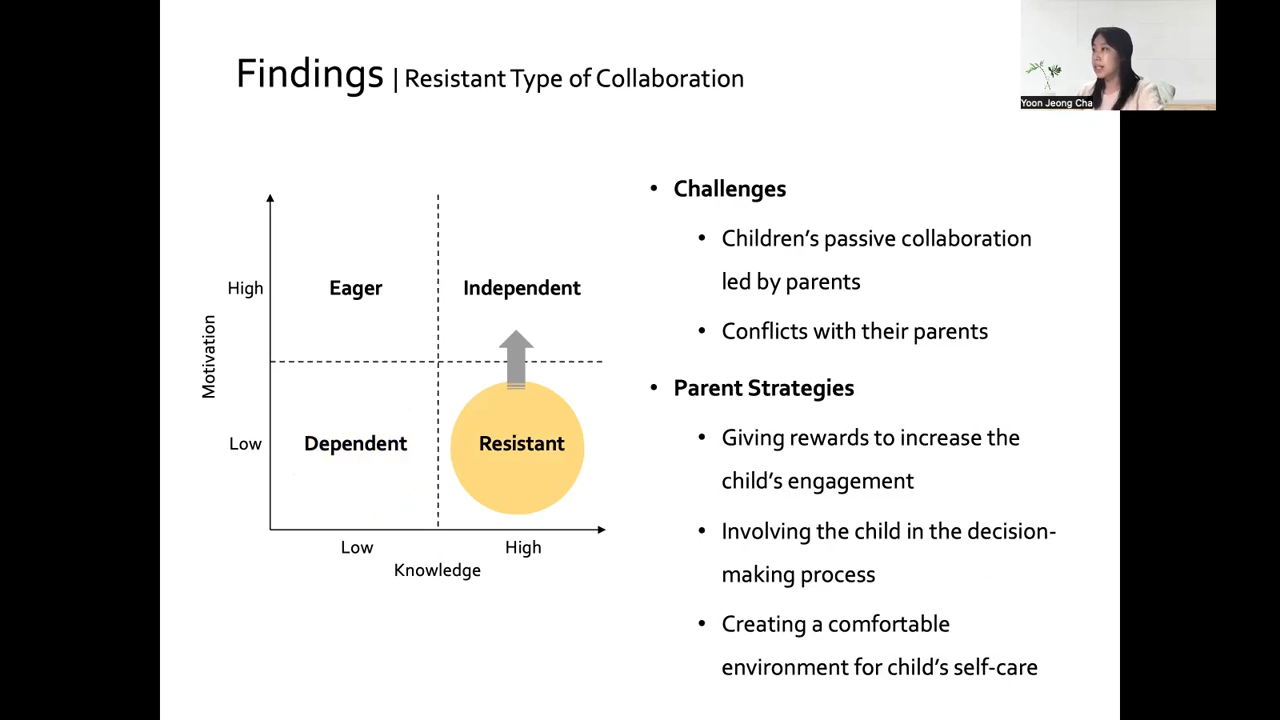 Findings | Resistant Type of Collaboration
Yoon Jeong Cha
Motivation
High
Low
Eager
Independent
Dependent
Resistant
Low
High
Knowledge
• Challenges
• Children's passive collaboration
led by parents
• Conflicts with their parents
• Parent Strategies
• Giving rewards to increase the
child's engagement
• Involving the child in the decision-
making process
• Creating a comfortable
environment for child's self-care